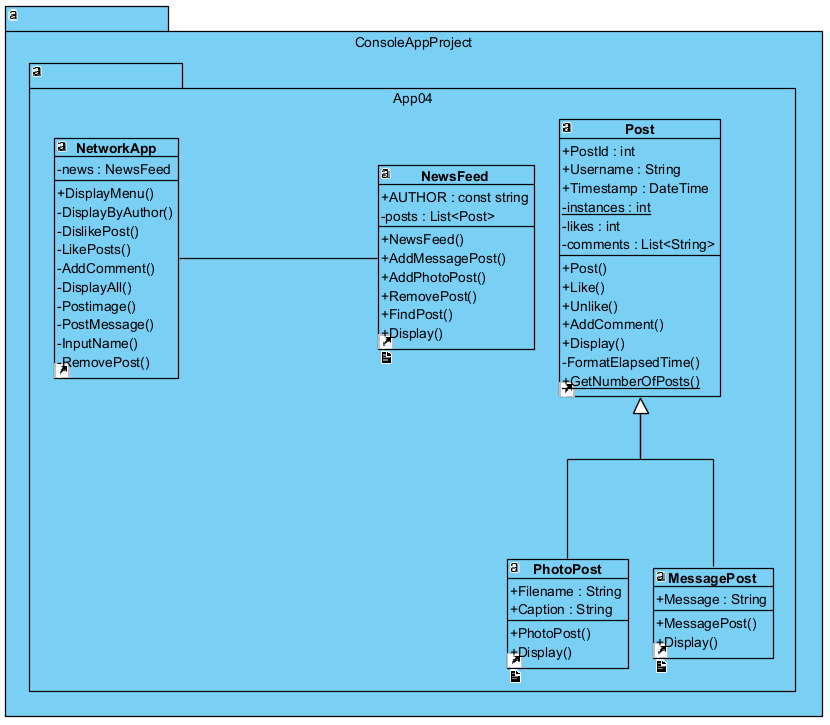 a
ConsoleAppProject
a
App04
a NetworkApp
-news : NewsFeed
+DisplayMenu()
-DisplayByAuthor()
-DislikePost()
-LikePosts()
-AddComment()
-DisplayAll()
-Postimage()
-PostMessage()
-InputName()
-RemovePost()
a NewsFeed
+AUTHOR : const string
-posts : List<Post>
+NewsFeed()
+AddMessagePost()
+AddPhotoPost()
+RemovePost()
+FindPost()
+Display()
a Post
+PostId : int
+Username : String
+Timestamp : DateTime
-instances : int
-likes : int
-comments : List<String>
+Post()
+Like()
+Unlike()
+AddComment()
+Display()
-FormatElapsedTime()
+GetNumberOfPosts()
a PhotoPost
+Filename : String
+Caption : String
+PhotoPost()
+Display()
a MessagePost
+Message : String
+MessagePost()
+Display()